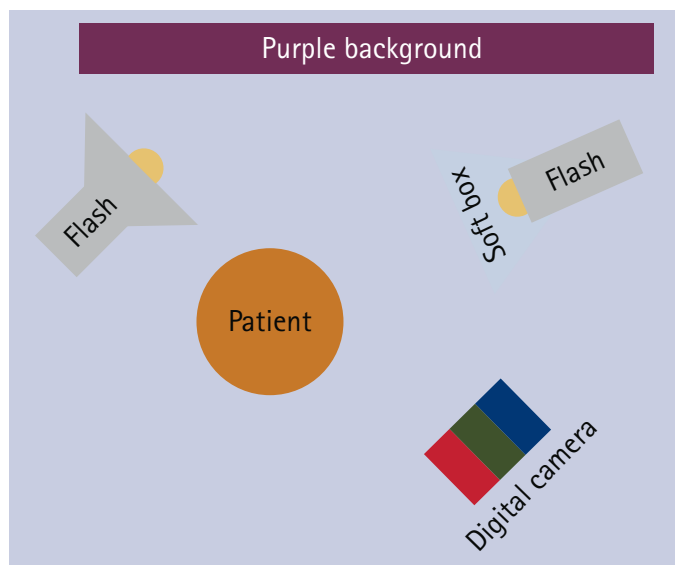 Purple background
Flash
Flash
Soft box
Patient
Digital camera